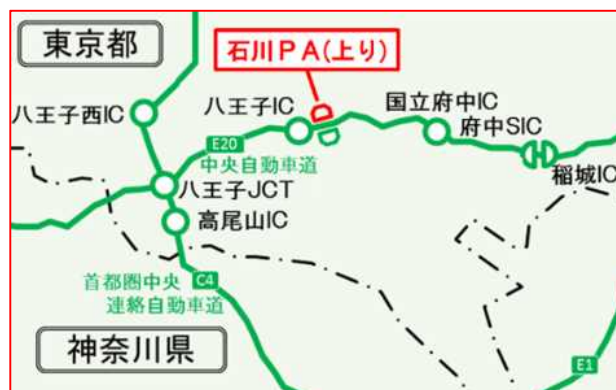 東京都
石川PA(上り)
八王子西IC
八王子IC
国立府中IC
府中SIC
E20
中央自動車道
稲城IC
八王子JCT
高尾山IC
首都圏中央
連絡自動車道
C4
神奈川県
E1